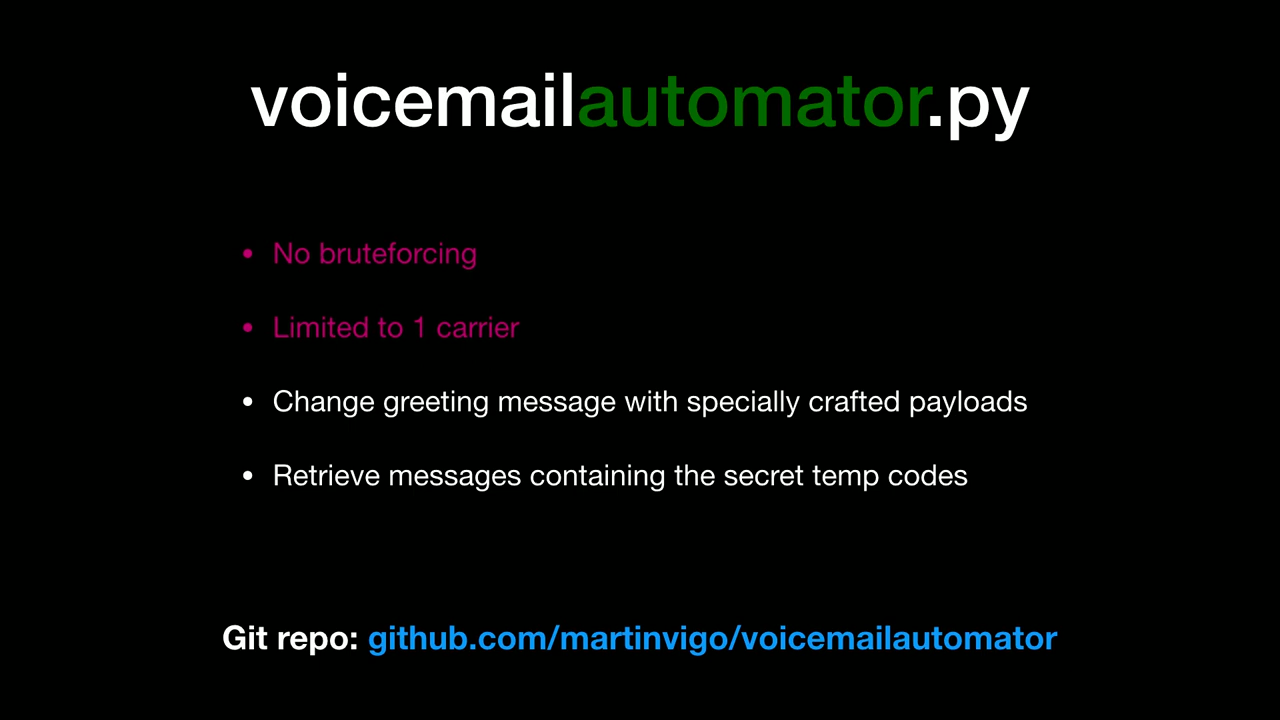 voicemailautomator.py
• No bruteforcing
• Limited to 1 carrier
• Change greeting message with specially crafted payloads
• Retrieve messages containing the secret temp codes
Git repo: github.com/martinvigo/voicemailautomator